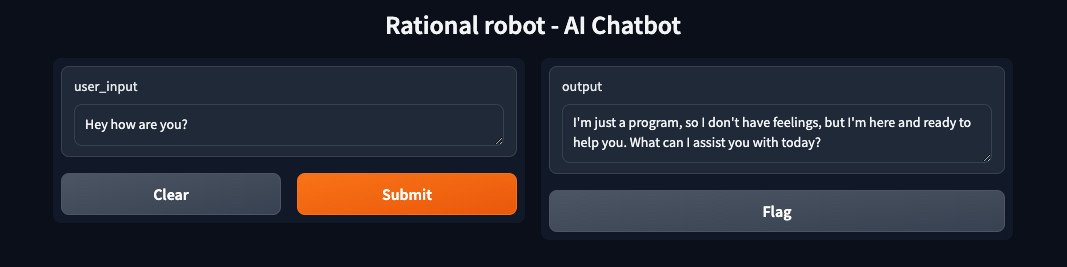 Rational robot - AI Chatbot
user_input
Hey how are you?
Clear
Submit
output
I'm just a program, so I don't have feelings, but I'm here and ready to
help you. What can I assist you with today?
Flag